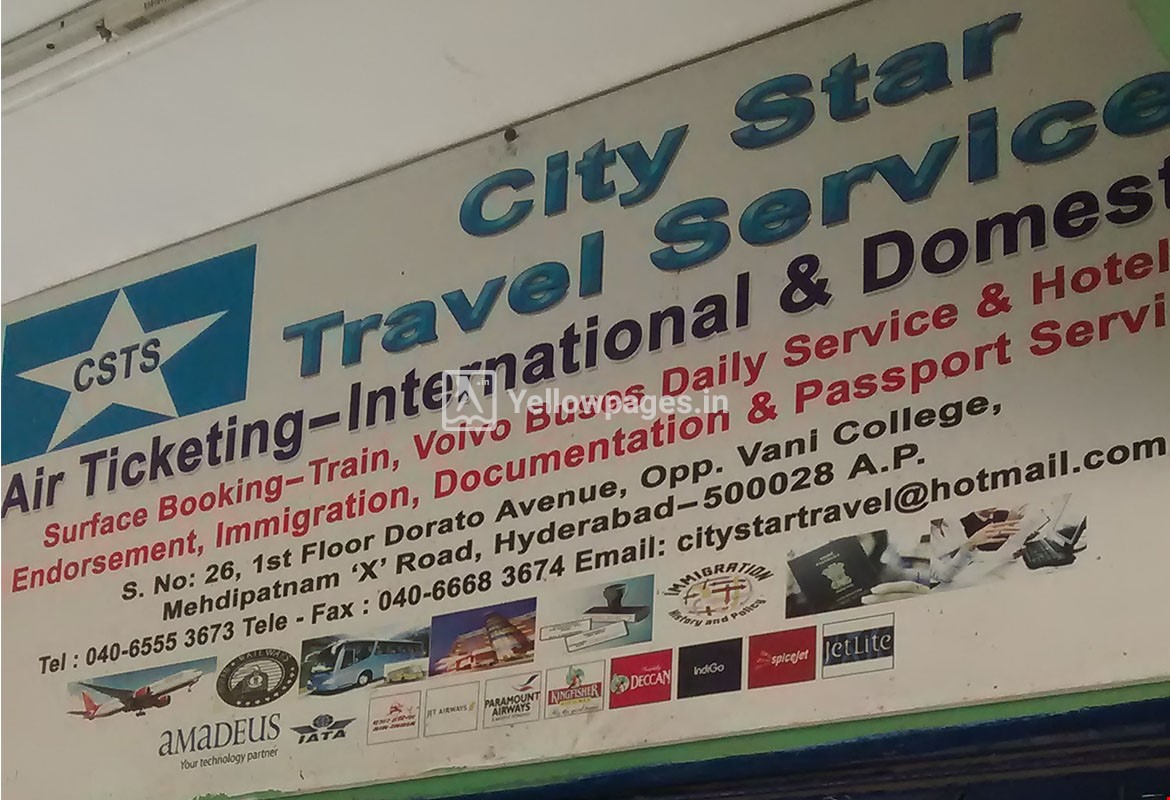 City Star
Travel Service
CSTS
Air Ticketing–International & Domest
Surface Booking–Train, Volvo Buses Daily Service & Hotel
Endorsement, Immigration, Documentation & Passport Servi
S. No: 26, 1st Floor Dorato Avenue, Opp. Vani College,
Mehdipatnam ‘X’ Road, Hyderabad–500028 A.P.
Tel : 040-6555 3673 Tele - Fax : 040-6668 3674 Email: citystartravel@hotmail.com
Yellowpages.in
IMMIGRATION
History and Policy
RAILWAYS
amaDEUS
Your technology partner
IATA
JET AIRWAYS
PARAMOUNT
AIRWAYS
KINGFISHER
DECCAN
IndiGo
spiceJet
JetLite